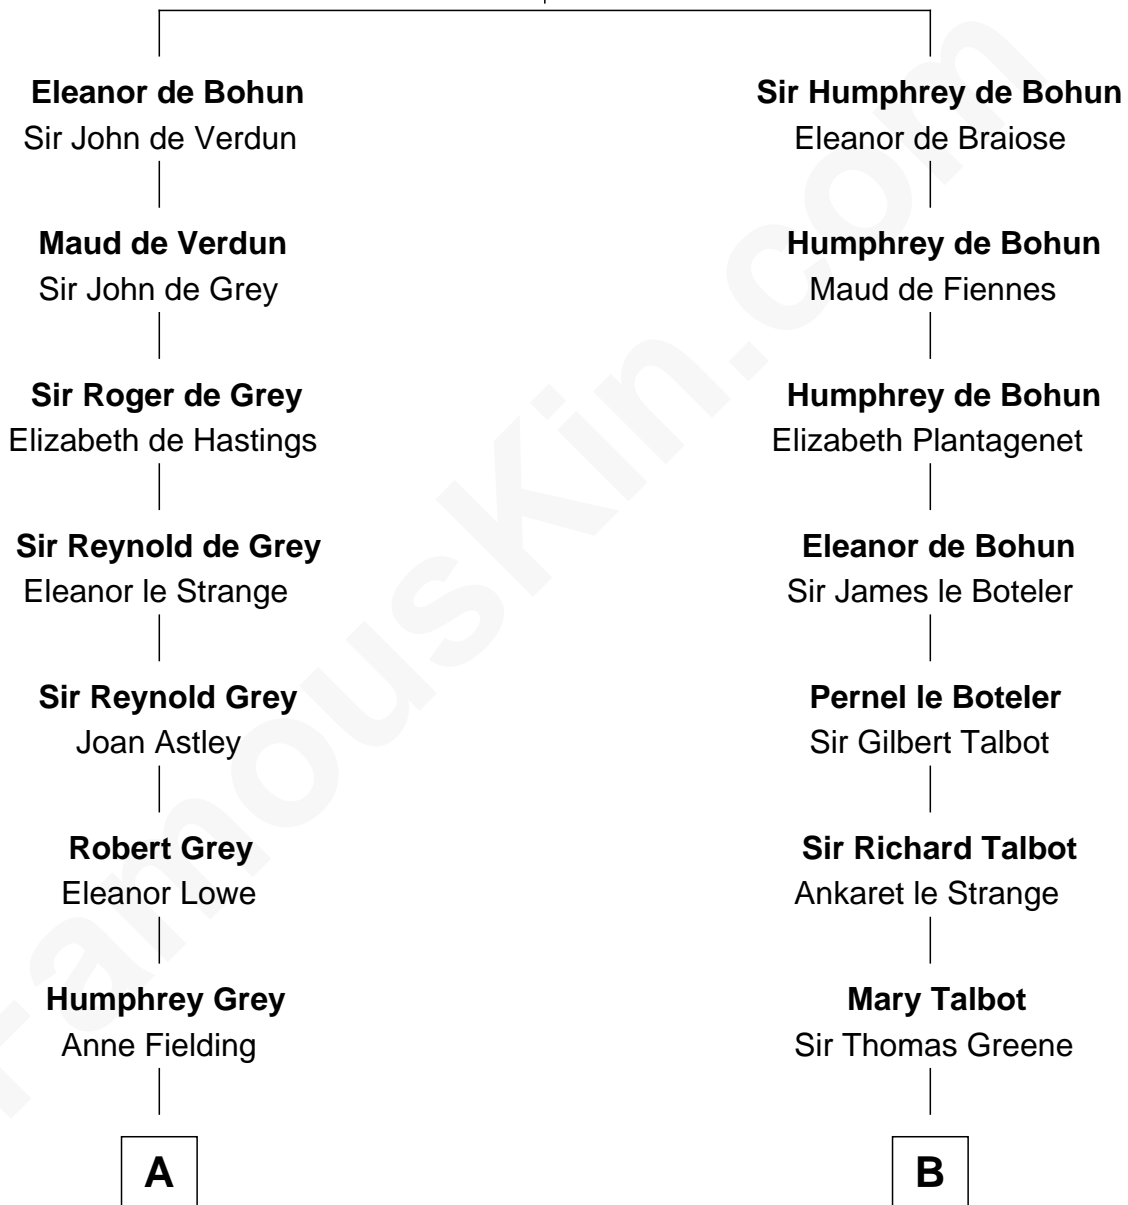 Eleanor de Bohun
Sir John de Verdun
Maud de Verdun
Sir John de Grey
Sir Roger de Grey
Elizabeth de Hastings
Sir Reynold de Grey
Eleanor le Strange
Sir Reynold Grey
Joan Astley
Robert Grey
Eleanor Lowe
Humphrey Grey
Anne Fielding
A
Sir Humphrey de Bohun
Eleanor de Braiose
Humphrey de Bohun
Maud de Fiennes
Humphrey de Bohun
Elizabeth Plantagenet
Eleanor de Bohun
Sir James le Boteler
Pernel le Boteler
Sir Gilbert Talbot
Sir Richard Talbot
Ankaret le Strange
Mary Talbot
Sir Thomas Greene
B
FamousKin.com